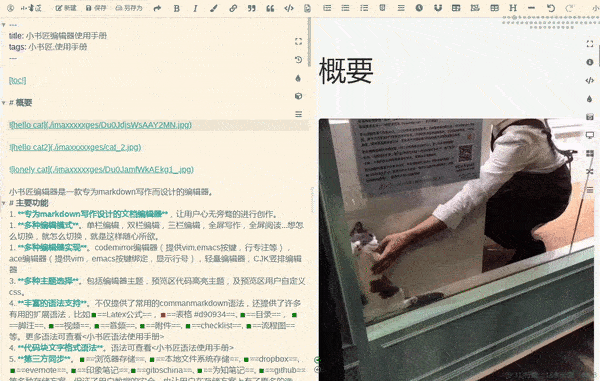 新建
保存
另存为
---
title: 小书匠编辑器使用手册
tags: 小书匠,使用手册
---
[toc!]
# 概要
![hello cat](./imaxxxxxges/Du0JdjsWsAAY2MN.jpg)
![hello cat2](./imaxxxxxges/cat_2.jpg)
![lonely cat](./imaxxxxxges/Du0JamfWkAEkg1_.jpg)
小书匠编辑器是一款专为markdown写作而设计的编辑器。
# 主要功能
1. **专为markdown写作设计的文档编辑器**，让用户心无旁骛的进行创作。
1. **多种编辑模式**。单栏编辑，双栏编辑，三栏编辑，全屏写作，全屏阅读...想怎
么切换，就怎么切换，就是这样随心所欲。
1. **多种编辑器实现**。codemirror编辑器（提供vim,emacs按键，行专注等）,
ace编辑器（提供vim，emacs按键绑定，显示行号），轻量编辑器，CJK竖排编辑
器
3. **多种主题选择**。包括编辑器主题，预览区代码高亮主题，及预览区用户自定义
css。
4. **丰富的语法支持**。不仅提供了常用的commanmarkdown语法，还提供了许多
有用的扩展语法，比如==Latex公式==，==表格 #d90934==，==目录==，
==脚注==，==视频==，==音频==，==附件==，==checklist==，==流程图==
等。更多语法可查看<小书匠语法使用手册>
4. **代码块文字格式语法**。语法可查看<小书匠语法使用手册>
5. **第三方同步**。==浏览器存储==，==本地文件系统存储==，==dropbox==,
==evernote==，==印象笔记==，==gitoschina==，==为知笔记==，==github==
概要